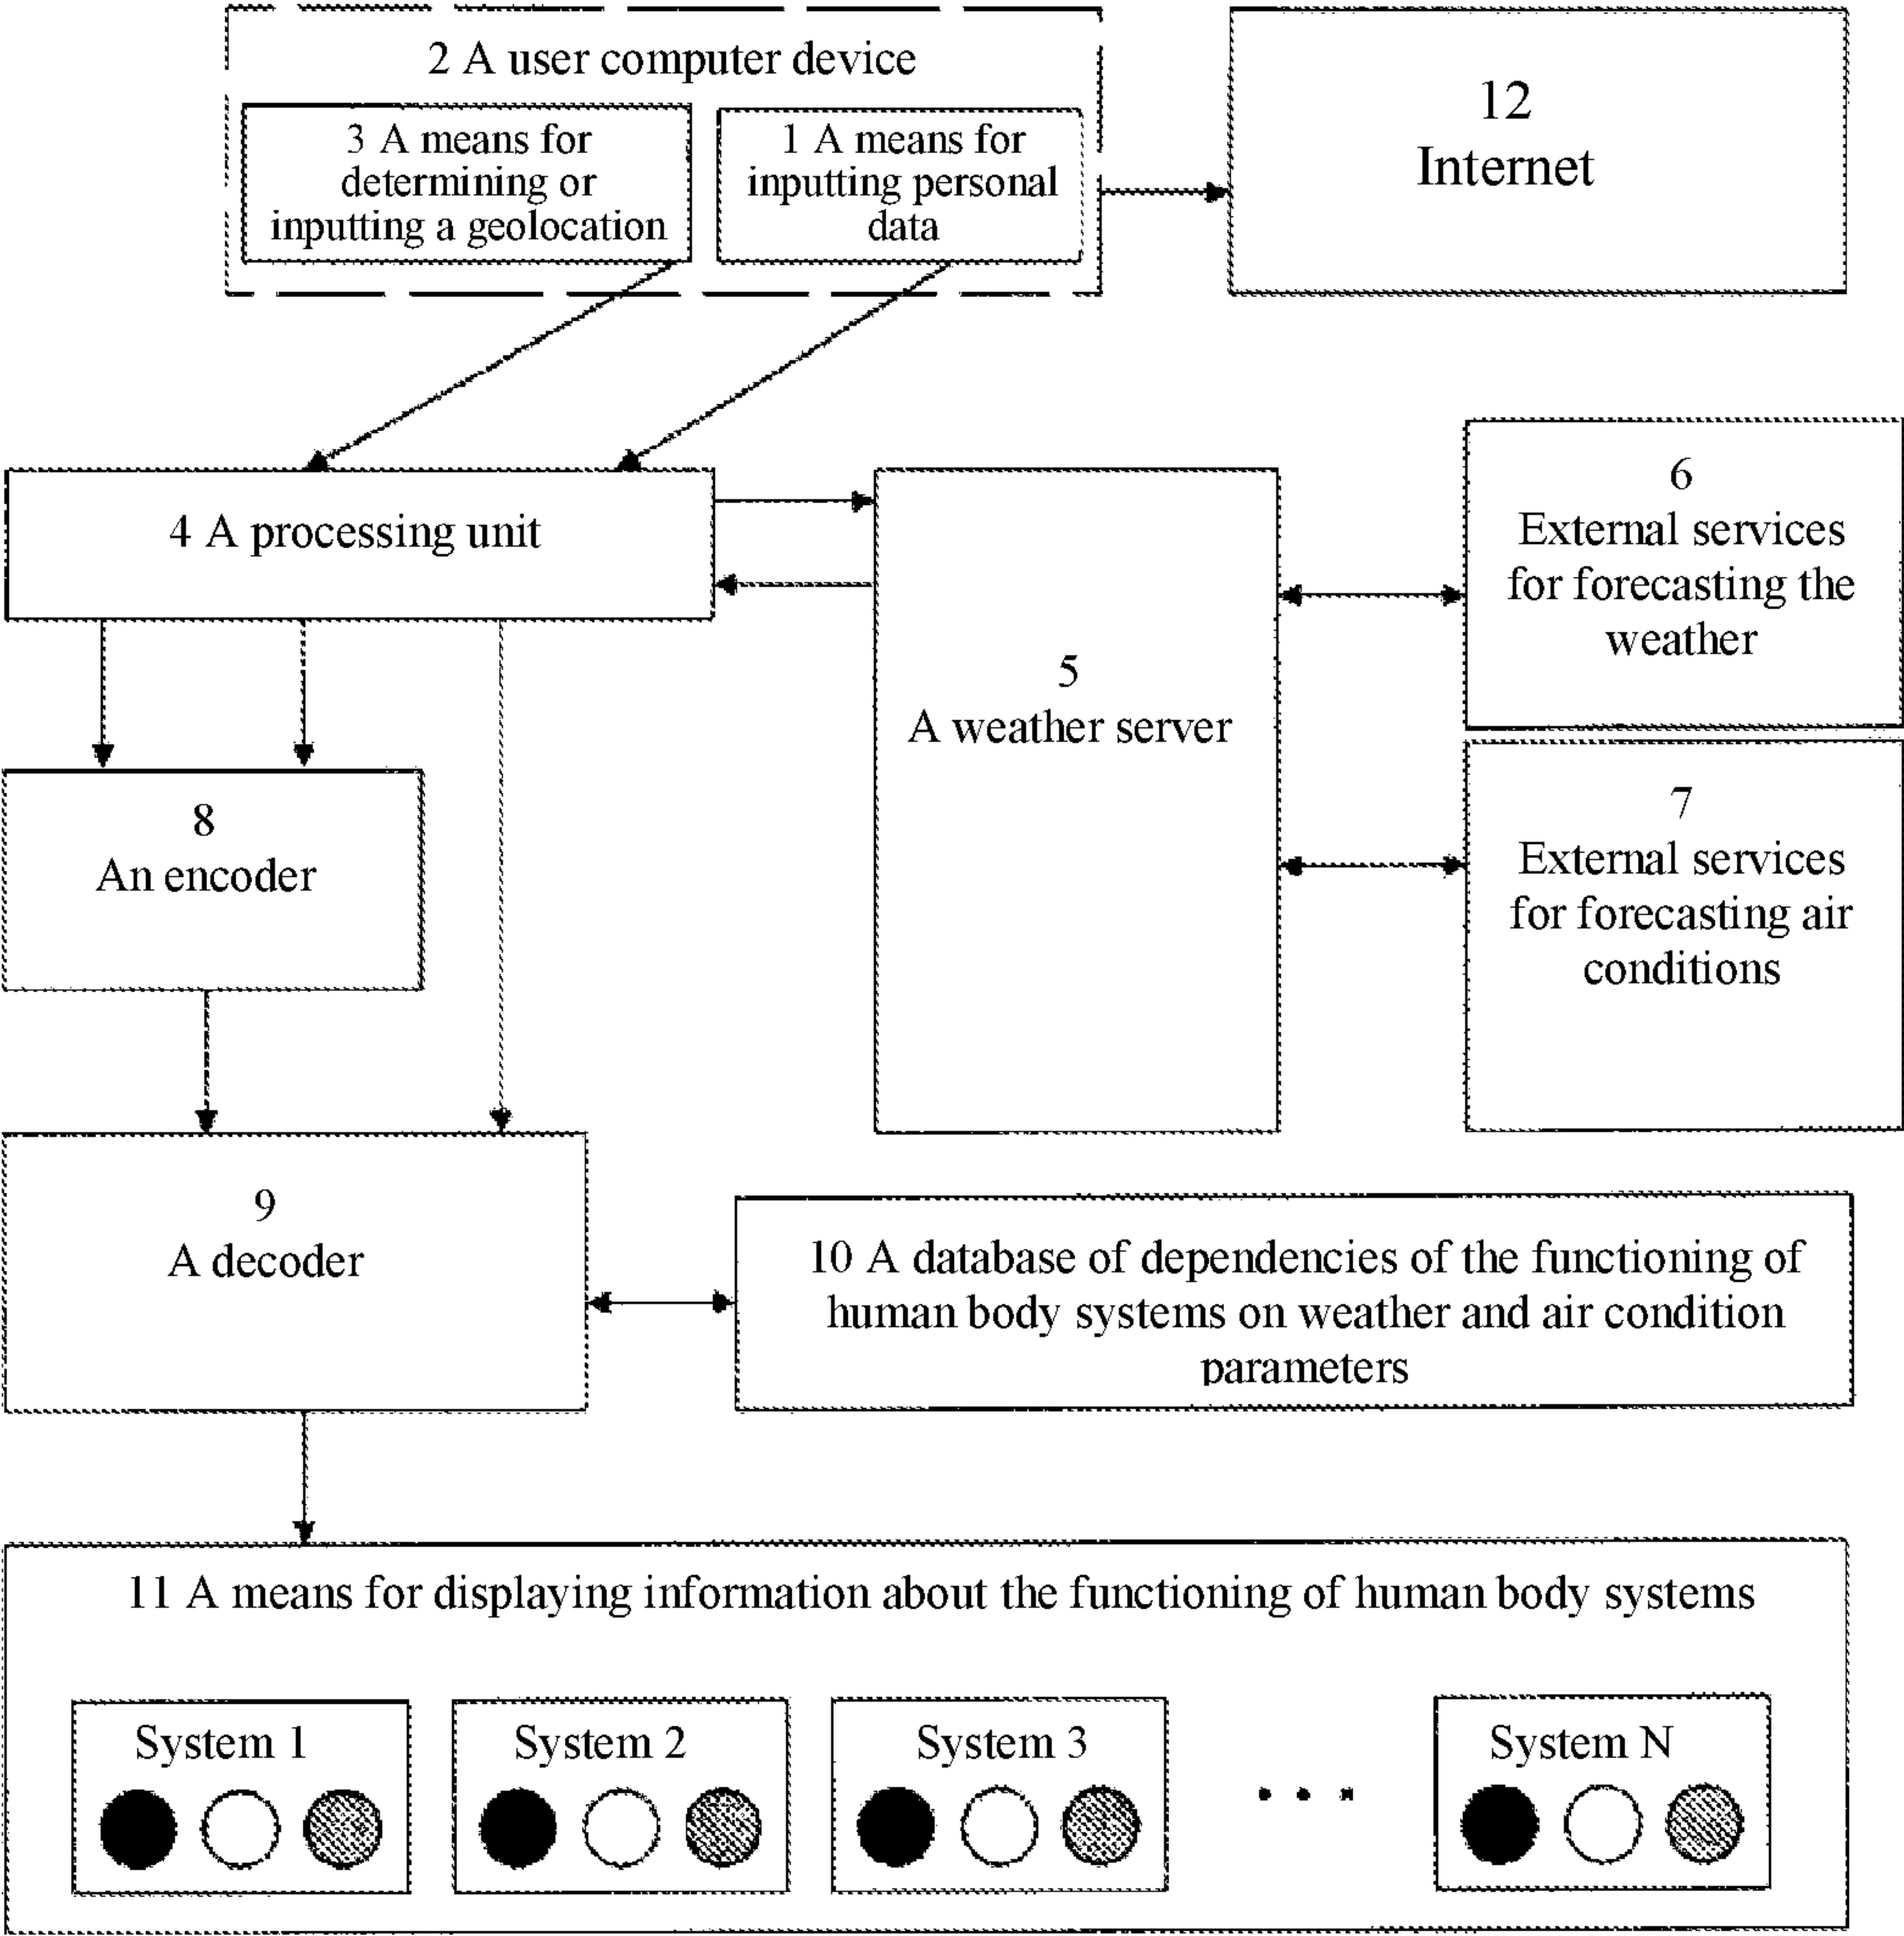 2 A user computer device
3 A means for
determining or
inputting a geolocation
1 A means for
inputting personal
data
12
Internet
4 A processing unit
5
A weather server
6
External services
for forecasting the
weather
7
External services
for forecasting air
conditions
8
An encoder
9
A decoder
10 A database of dependencies of the functioning of
human body systems on weather and air condition
parameters
11 A means for displaying information about the functioning of human body systems
System 1
System 2
System 3
. . .
System N